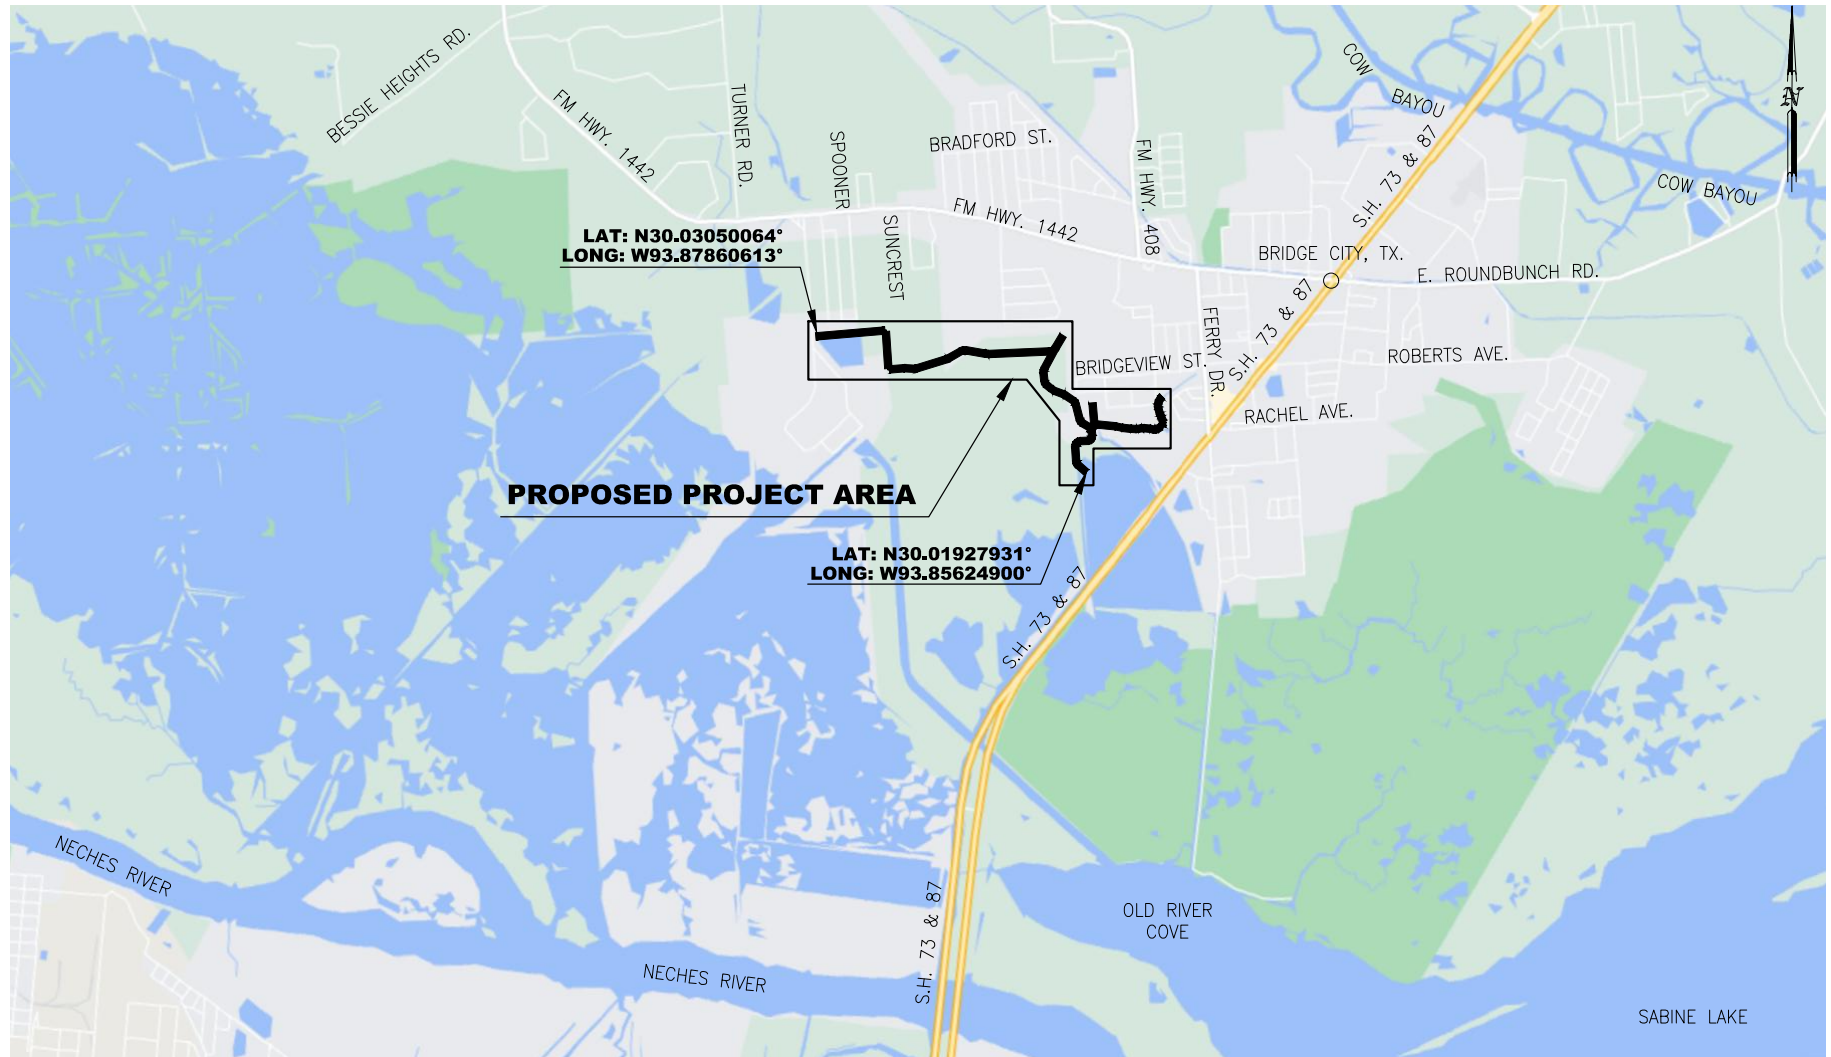 BESSIE HEIGHTS RD.
FM HWY. 1442
TURNER RD.
SPOONER
SUNCREST
BRADFORD ST.
FM HWY. 1442
FM HWY. 408
COW
BAYOU
COW BAYOU
N
S.H. 73 & 87
BRIDGE CITY, TX.
E. ROUNDBUNCH RD.
LAT: N30.03050064°
LONG: W93.87860613°
S.H. 73 & 87
FERRY DR.
BRIDGEVIEW ST.
ROBERTS AVE.
RACHEL AVE.
PROPOSED PROJECT AREA
LAT: N30.01927931°
LONG: W93.85624900°
S.H. 73 & 87
NECHES RIVER
S.H. 73 & 87
OLD RIVER
COVE
NECHES RIVER
SABINE LAKE